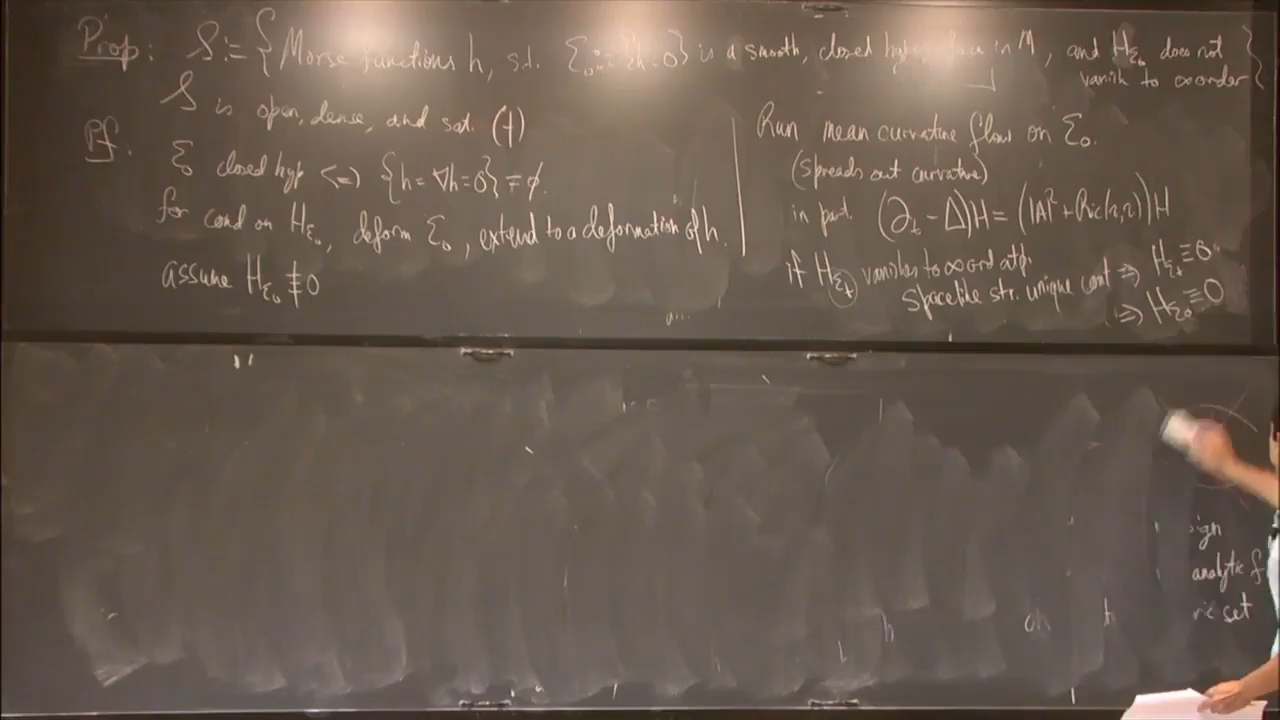 Prop: S := { Morse functions h, s.t. Σ₀ := {h=0} is a smooth, closed in M, and H_Σ₀ does not
vanish to ∞ order }
S is open, dense, and sat. (†)
Pf. Σ₀ closed hyp <=> {h = ∇h = 0} = ∅.
for cond on H_Σ₀, deform Σ₀, extend to a deformation of h.
assume H_Σ₀ ≢ 0
Run mean curvature flow on Σ₀.
(spreads out curvature)
in part. (∂_t - Δ)H = (|A|² + Ric(ν,ν))H
if H_Σt vanishes to ∞ ord at p.
spacelike str. unique cont => H_Σt ≡ 0
=> H_Σ₀ ≡ 0
analytic f
set